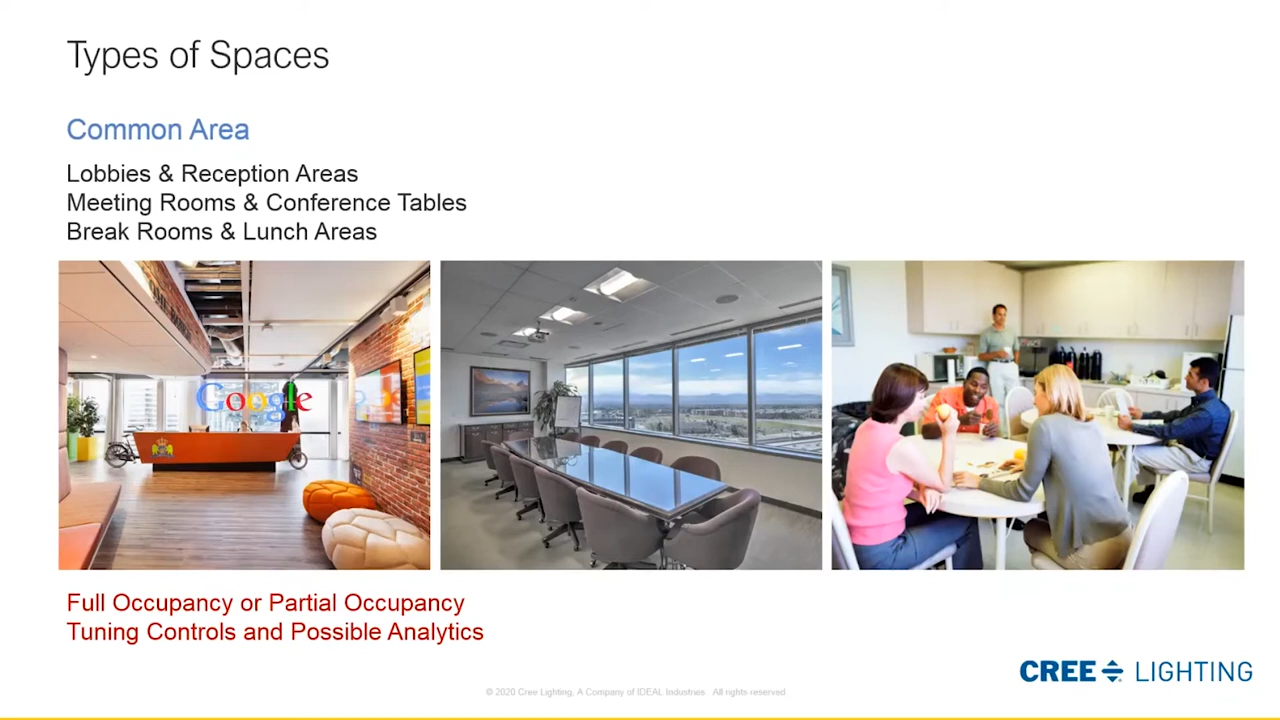 Types of Spaces
Common Area
Lobbies & Reception Areas
Meeting Rooms & Conference Tables
Break Rooms & Lunch Areas
Google
Full Occupancy or Partial Occupancy
Tuning Controls and Possible Analytics
CREE LIGHTING
© 2020 Cree Lighting, A Company of IDEAL Industries. All rights reserved.